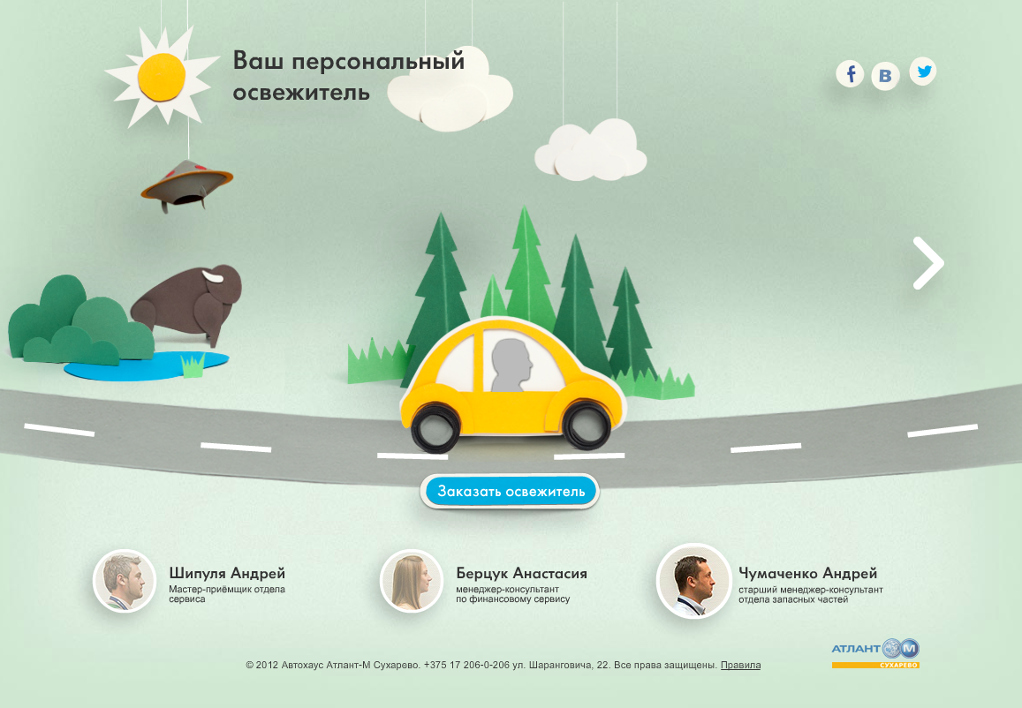 Ваш персональный
освежитель
Заказать освежитель
Шипуля Андрей
Мастер-приёмщик отдела
сервиса
Берцук Анастасия
менеджер-консультант
по финансовому сервису
Чумаченко Андрей
старший менеджер-консультант
отдела запасных частей
АТЛАНТ М
СУХАРЕВО
© 2012 Автохаус Атлант-М Сухарево. +375 17 206-0-206 ул. Шаранговича, 22. Все права защищены. Правила